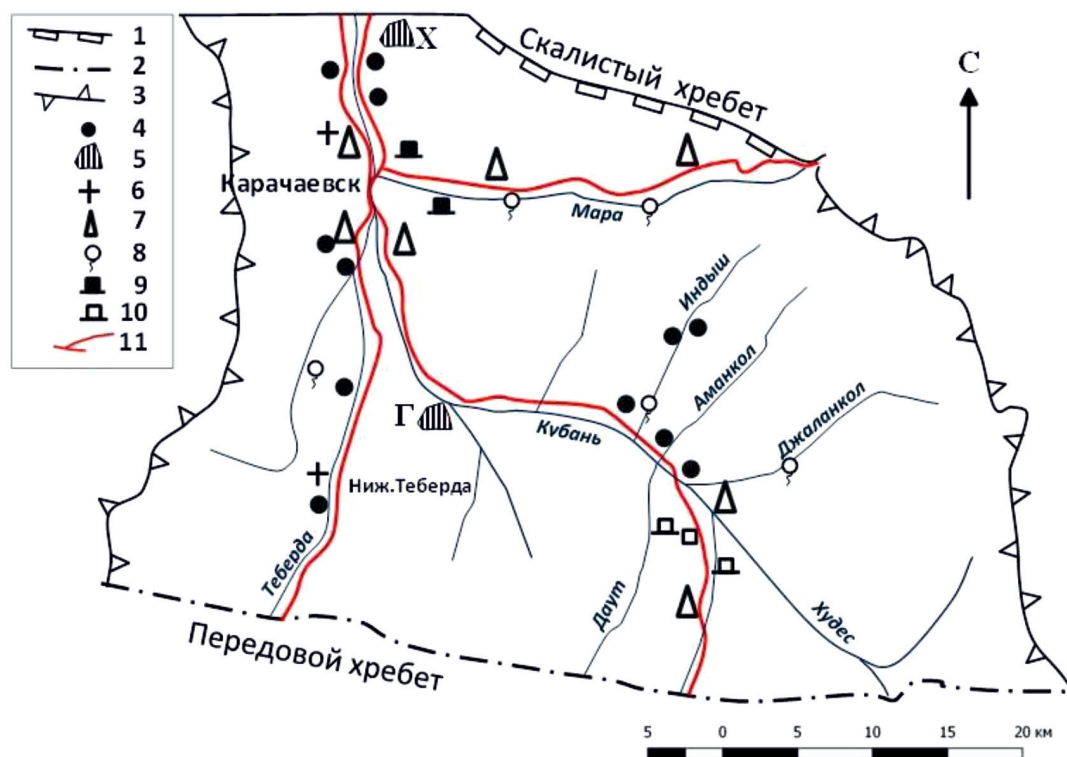 1
2
3
4
5
6
7
8
9
10
11
Х
Скалистый хребет
С
Карачаевск
Мара
Индыш
Аманкол
Джаланкол
Г
Кубань
Ниж.Теберда
Теберда
Даут
Худес
Передовой хребет
5 0 5 10 15 20 км